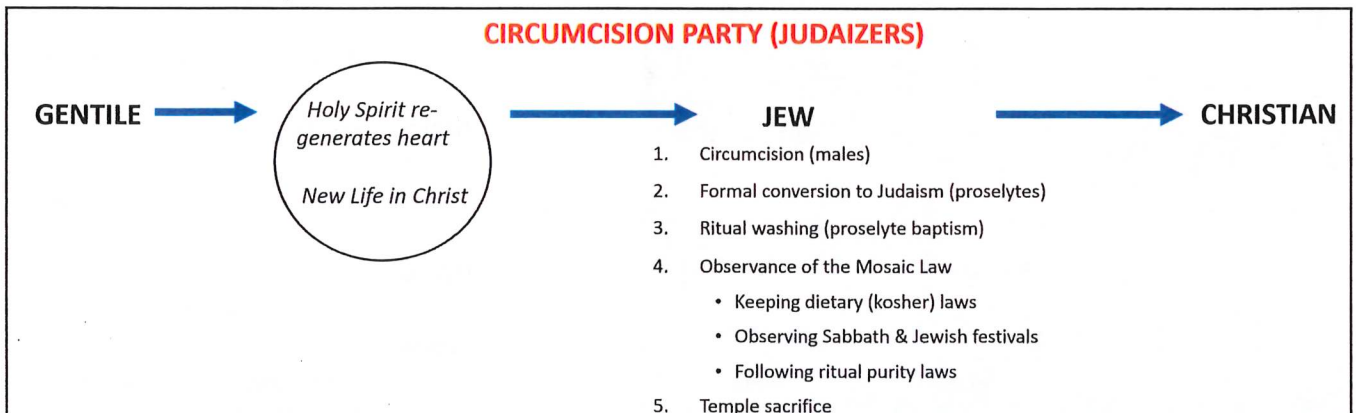 CIRCUMCISION PARTY (JUDAIZERS)
GENTILE
Holy Spirit re-
generates heart
New Life in Christ
JEW
1. Circumcision (males)
2. Formal conversion to Judaism (proselytes)
3. Ritual washing (proselyte baptism)
4. Observance of the Mosaic Law
• Keeping dietary (kosher) laws
• Observing Sabbath & Jewish festivals
• Following ritual purity laws
5. Temple sacrifice
CHRISTIAN